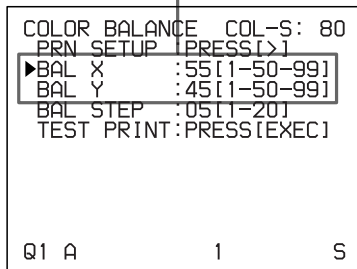 COLOR BALANCE COL-S: 80
PRN SETUP :PRESS[>]
▶BAL X :55[1-50-99]
BAL Y :45[1-50-99]
BAL STEP :05[1-20]
TEST PRINT:PRESS[EXEC]
Q1 A 1 S